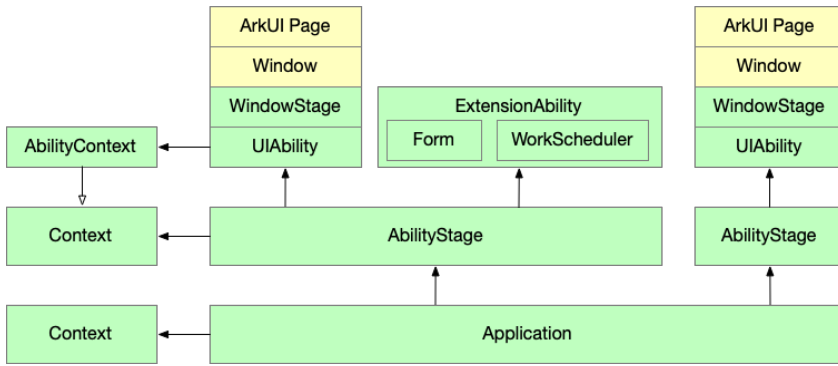 ArkUI Page
ArkUI Page
Window
Window
WindowStage
ExtensionAbility
WindowStage
AbilityContext
UIAbility
Form
WorkScheduler
UIAbility
Context
AbilityStage
AbilityStage
Context
Application